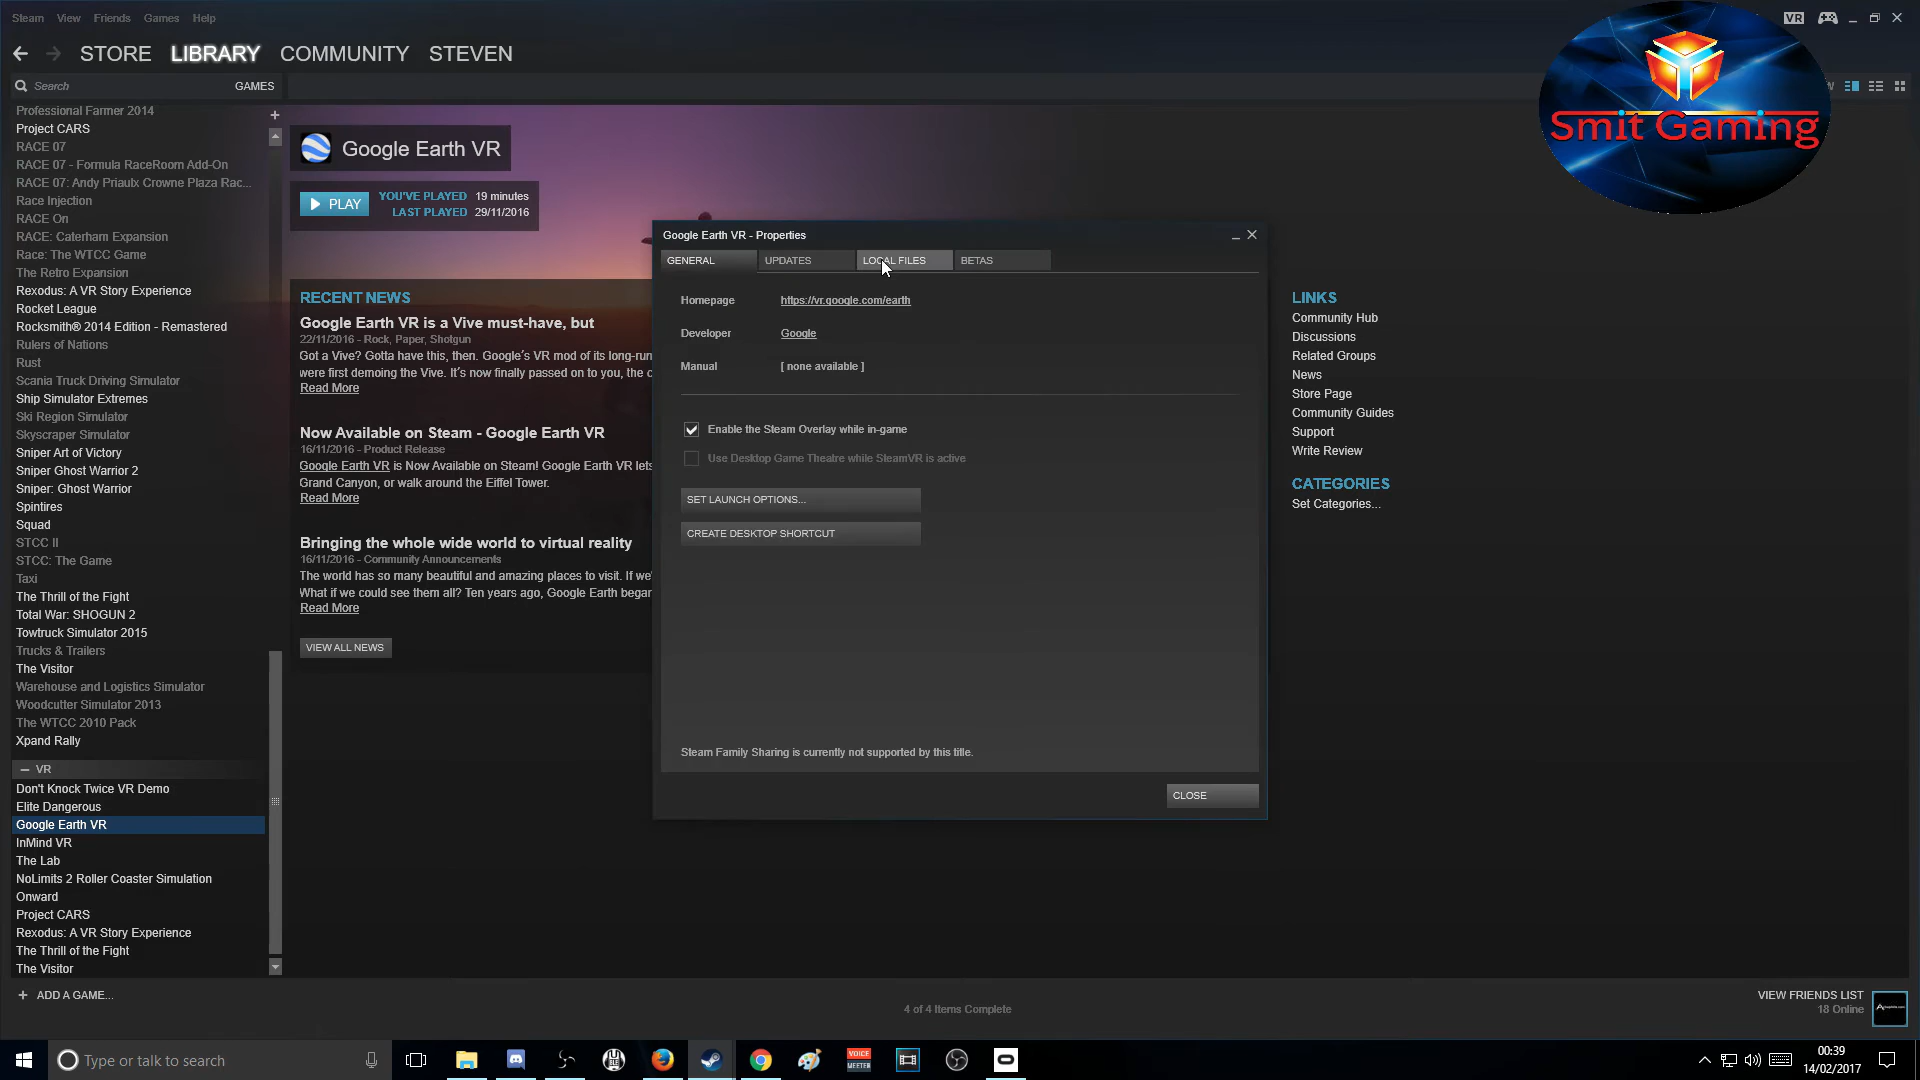 Steam View Friends Games Help
VR
STORE LIBRARY COMMUNITY STEVEN
Search GAMES
Smit Gaming
Professional Farmer 2014
Project CARS
RACE 07
RACE 07 - Formula RaceRoom Add-On
RACE 07: Andy Priaulx Crowne Plaza Rac...
Race Injection
RACE On
RACE: Caterham Expansion
Race: The WTCC Game
The Retro Expansion
Rexodus: A VR Story Experience
Rocket League
Rocksmith® 2014 Edition - Remastered
Rulers of Nations
Rust
Scania Truck Driving Simulator
Ship Simulator Extremes
Ski Region Simulator
Skyscraper Simulator
Sniper Art of Victory
Sniper Ghost Warrior 2
Sniper: Ghost Warrior
Spintires
Squad
STCC II
STCC: The Game
Taxi
The Thrill of the Fight
Total War: SHOGUN 2
Towtruck Simulator 2015
Trucks & Trailers
The Visitor
Warehouse and Logistics Simulator
Woodcutter Simulator 2013
The WTCC 2010 Pack
Xpand Rally
VR
Don't Knock Twice VR Demo
Elite Dangerous
Google Earth VR
InMind VR
The Lab
NoLimits 2 Roller Coaster Simulation
Onward
Project CARS
Rexodus: A VR Story Experience
The Thrill of the Fight
The Visitor
+ ADD A GAME...
Google Earth VR
PLAY
YOU'VE PLAYED 19 minutes
LAST PLAYED 29/11/2016
RECENT NEWS
Google Earth VR is a Vive must-have, but
22/11/2016 - Rock, Paper, Shotgun
Got a Vive? Gotta have this, then. Google's VR mod of its long-run
were first demoing the Vive. It's now finally passed on to you, the c
Read More
Now Available on Steam - Google Earth VR
16/11/2016 - Product Release
Google Earth VR is Now Available on Steam! Google Earth VR lets
Grand Canyon, or walk around the Eiffel Tower.
Read More
Bringing the whole wide world to virtual reality
16/11/2016 - Community Announcements
The world has so many beautiful and amazing places to visit. If we'
What if we could see them all? Ten years ago, Google Earth began
Read More
VIEW ALL NEWS
Google Earth VR - Properties
GENERAL UPDATES LOCAL FILES BETAS
Homepage https://vr.google.com/earth
Developer Google
Manual [ none available ]
Enable the Steam Overlay while in-game
Use Desktop Game Theatre while SteamVR is active
SET LAUNCH OPTIONS...
CREATE DESKTOP SHORTCUT
Steam Family Sharing is currently not supported by this title.
CLOSE
LINKS
Community Hub
Discussions
Related Groups
News
Store Page
Community Guides
Support
Write Review
CATEGORIES
Set Categories...
4 of 4 Items Complete
VIEW FRIENDS LIST
18 Online
Type or talk to search
VOICE
MEETER
00:39
14/02/2017